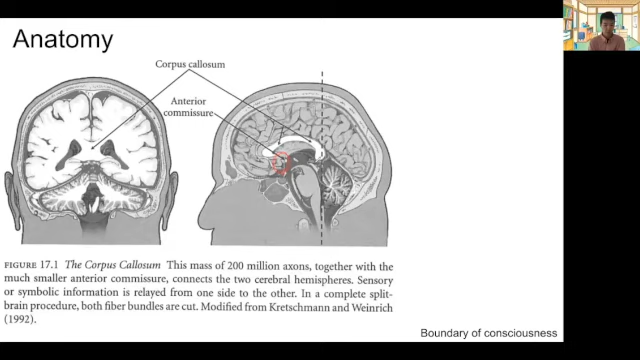 Anatomy
Corpus callosum
Anterior
commissure
FIGURE 17.1 The Corpus Callosum This mass of 200 million axons, together with the
much smaller anterior commissure, connects the two cerebral hemispheres. Sensory
or symbolic information is relayed from one side to the other. In a complete split-
brain procedure, both fiber bundles are cut. Modified from Kretschmann and Weinrich
(1992).
Boundary of consciousness